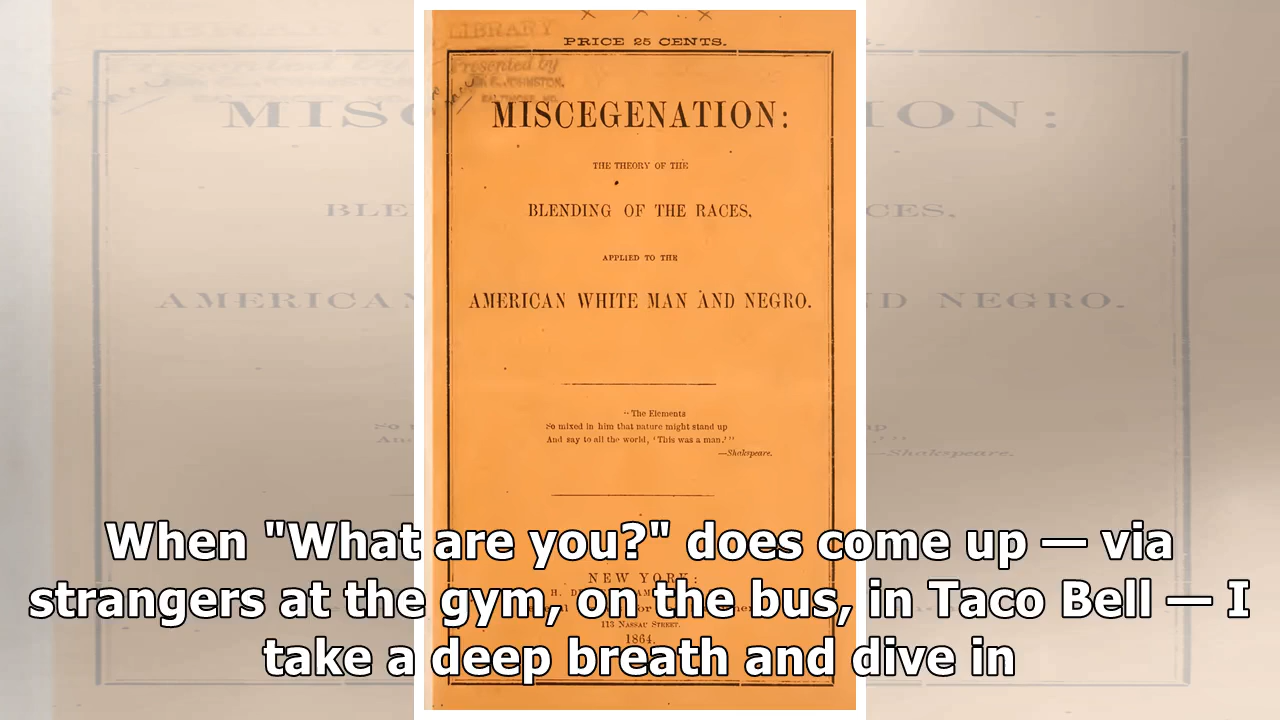 LIBRARY
PRICE 25 CENTS.
Presented by
MISCEGENATION:
THE THEORY OF THE
BLENDING OF THE RACES,
APPLIED TO THE
AMERICAN WHITE MAN AND NEGRO.
"The Elements
So mixed in him that nature might stand up
And say to all the world, 'This was a man.'"
—Shakspeare.
NEW YORK:
113 NASSAU STREET.
1864.
When "What are you?" does come up — via
strangers at the gym, on the bus, in Taco Bell — I
take a deep breath and dive in